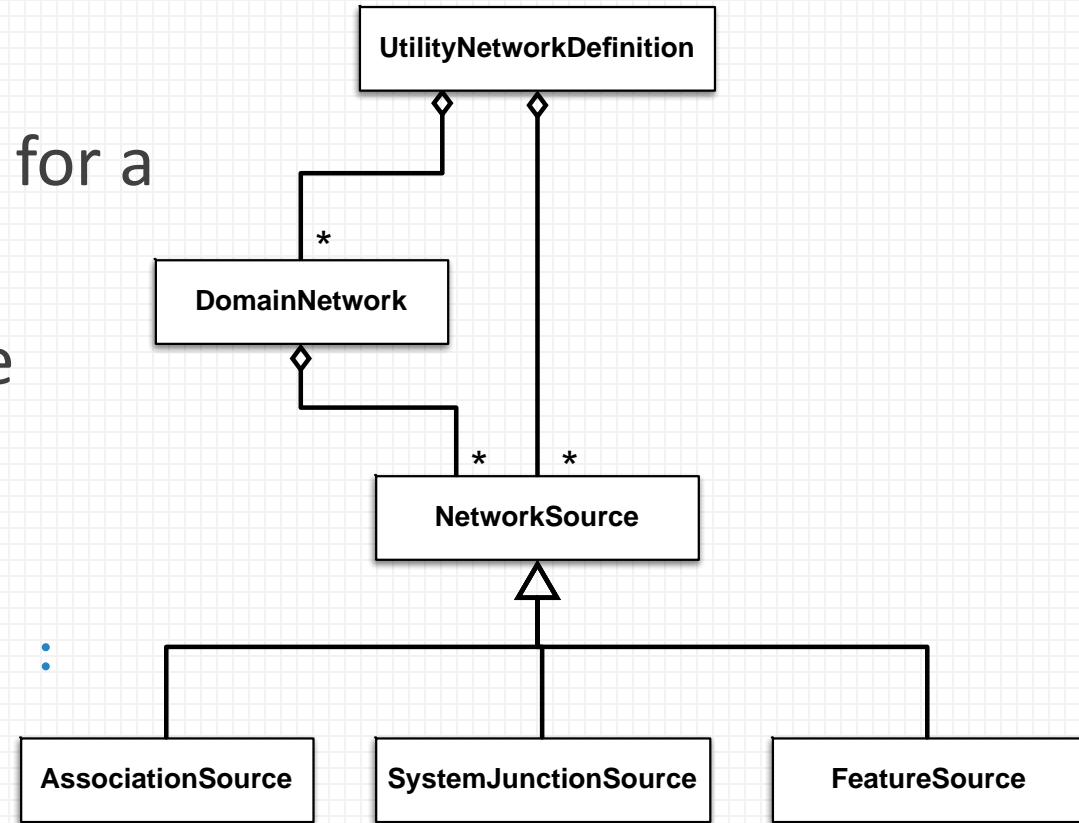 UtilityNetworkDefinition
for a
*
DomainNetwork
e
* *
NetworkSource
:
AssociationSource SystemJunctionSource FeatureSource